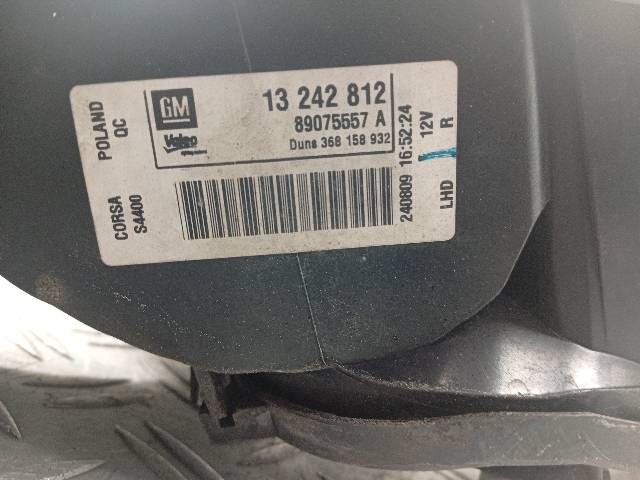 POLAND
QC
CORSA
S4400
GM
Valeo
13 242 812
89075557 A
Duns 368 158 932
240809 16:52:24
12V
LHD R